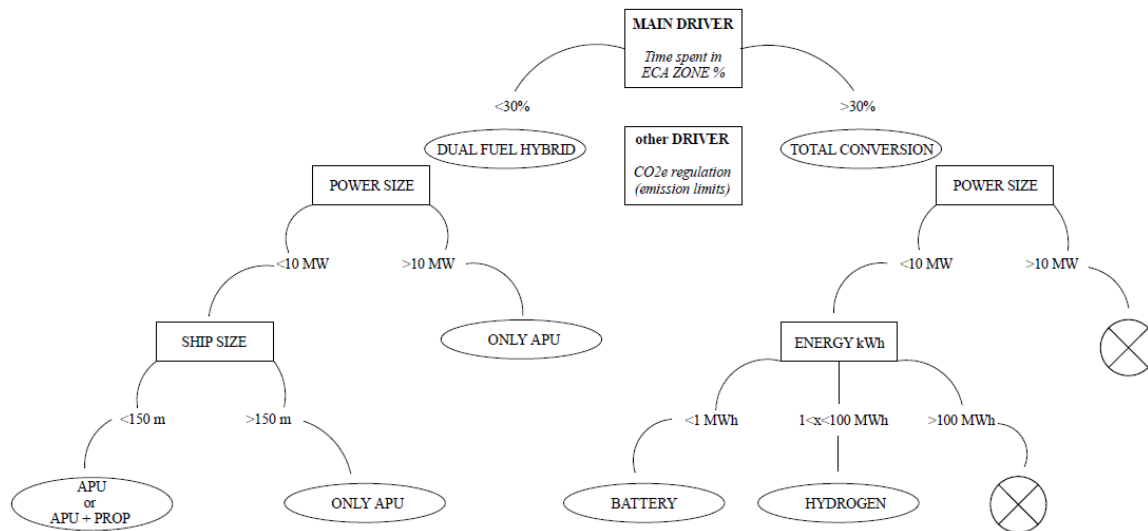 MAIN DRIVER
Time spent in
ECA ZONE %
<30%
>30%
DUAL FUEL HYBRID
other DRIVER
CO2e regulation
(emission limits)
TOTAL CONVERSION
POWER SIZE
POWER SIZE
<10 MW
>10 MW
<10 MW
>10 MW
SHIP SIZE
ONLY APU
ENERGY kWh
<150 m
>150 m
<1 MWh
1<x<100 MWh
>100 MWh
APU
or
APU + PROP
ONLY APU
BATTERY
HYDROGEN